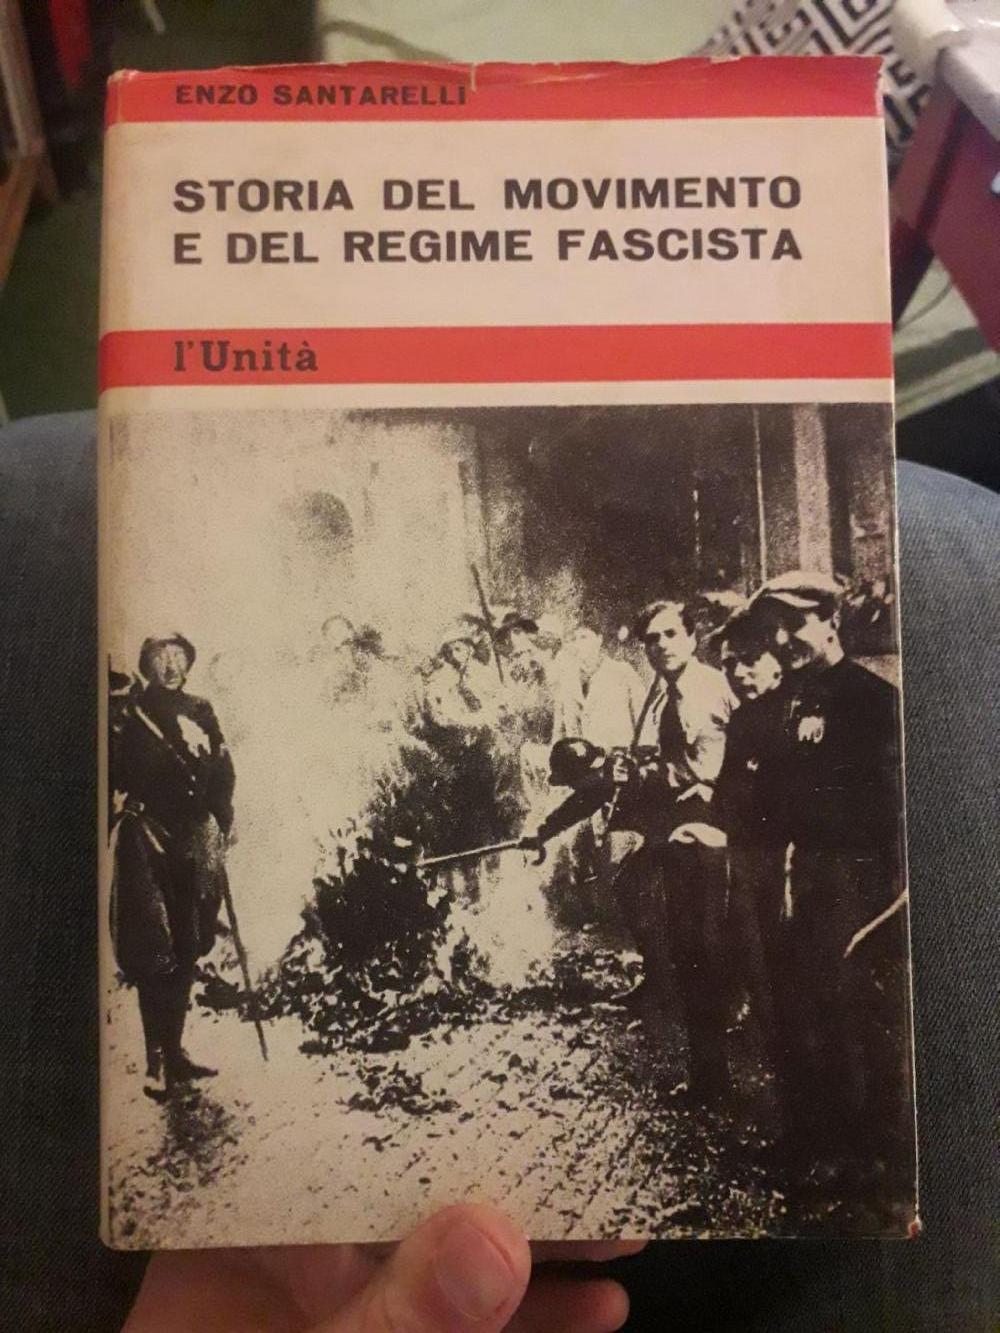 ENZO SANTARELLI
STORIA DEL MOVIMENTO
E DEL REGIME FASCISTA
l'Unità